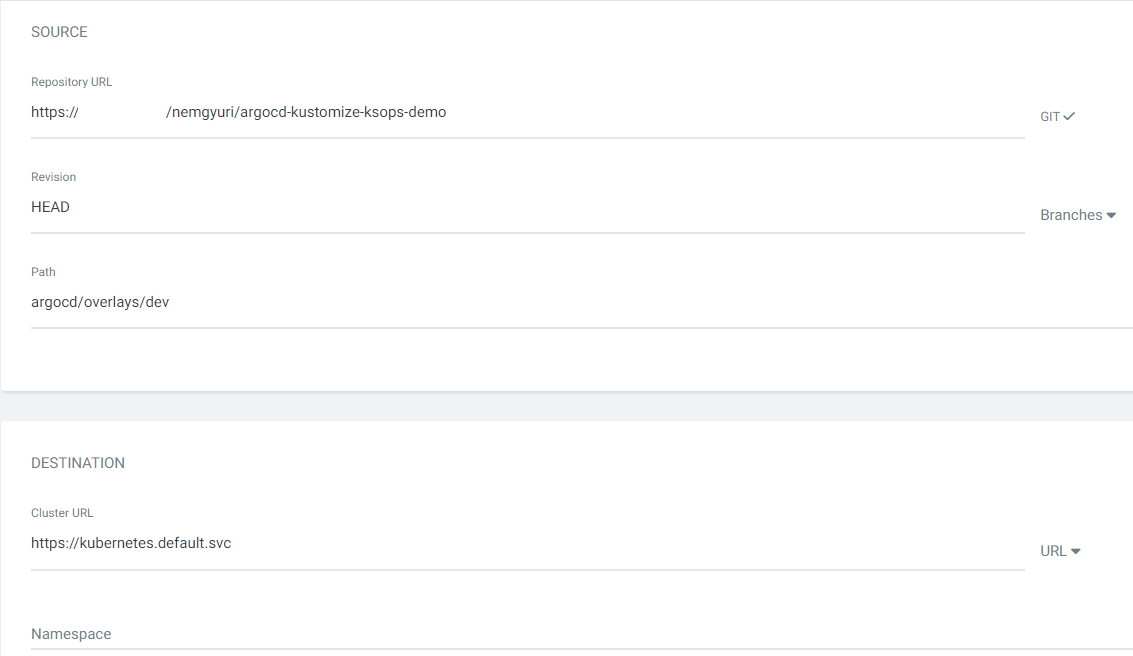 SOURCE
Repository URL
https:// /nemgyuri/argocd-kustomize-ksops-demo
GIT
Revision
HEAD
Branches
Path
argocd/overlays/dev
DESTINATION
Cluster URL
https://kubernetes.default.svc
URL
Namespace